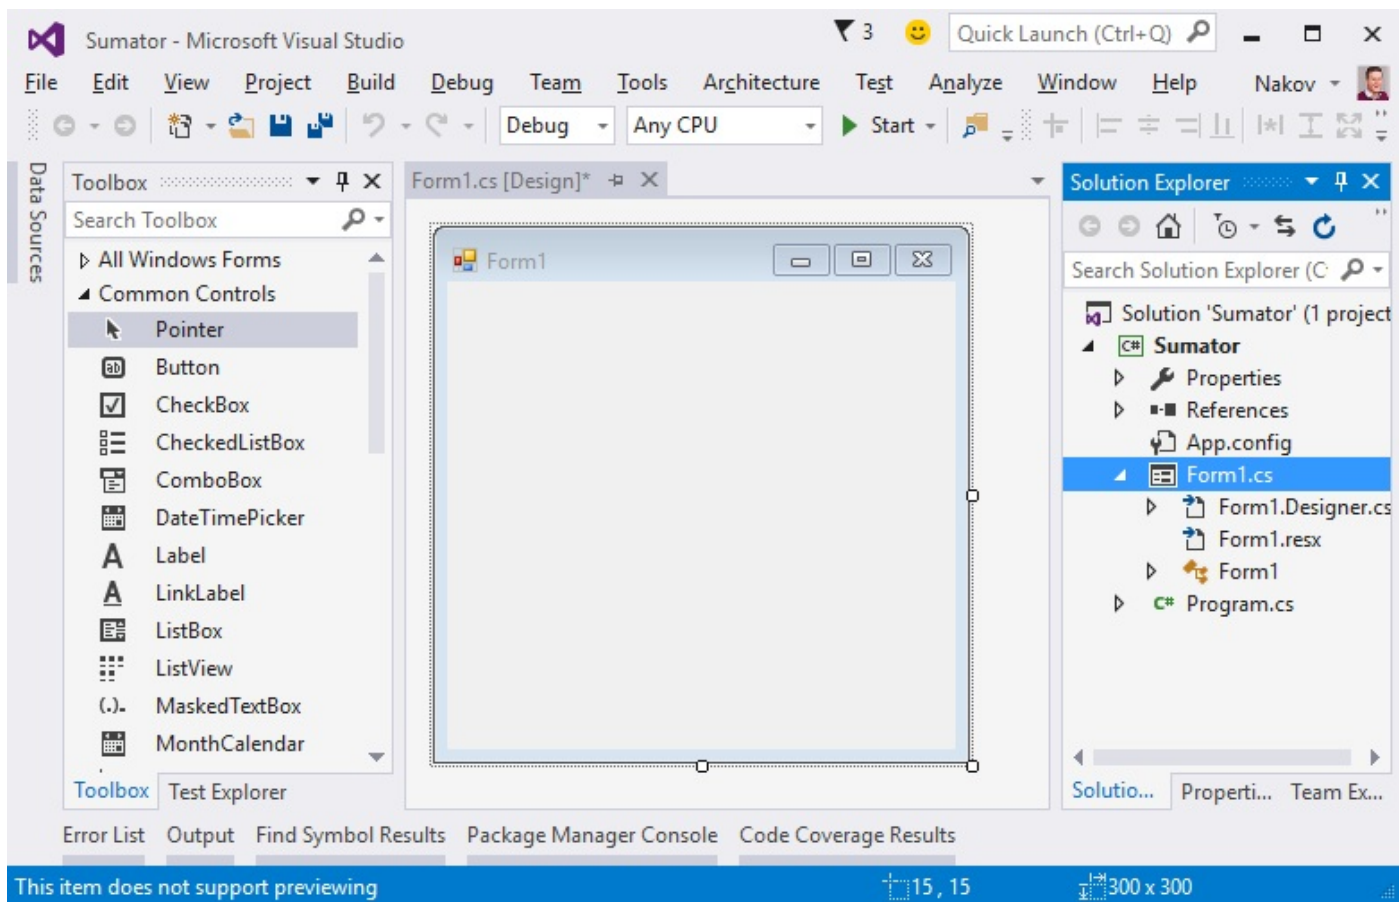 Sumator - Microsoft Visual Studio
3
Quick Launch (Ctrl+Q)
File Edit View Project Build Debug Team Tools Architecture Test Analyze Window Help Nakov
Debug Any CPU Start
Data Sources
Toolbox
Search Toolbox
All Windows Forms
Common Controls
Pointer
Button
CheckBox
CheckedListBox
ComboBox
DateTimePicker
Label
LinkLabel
ListBox
ListView
MaskedTextBox
MonthCalendar
Toolbox Test Explorer
Form1.cs [Design]*
Form1
Solution Explorer
Search Solution Explorer (C
Solution 'Sumator' (1 project
C# Sumator
Properties
References
App.config
Form1.cs
Form1.Designer.cs
Form1.resx
Form1
C# Program.cs
Solutio... Properti... Team Ex...
Error List Output Find Symbol Results Package Manager Console Code Coverage Results
This item does not support previewing 15 , 15 300 x 300